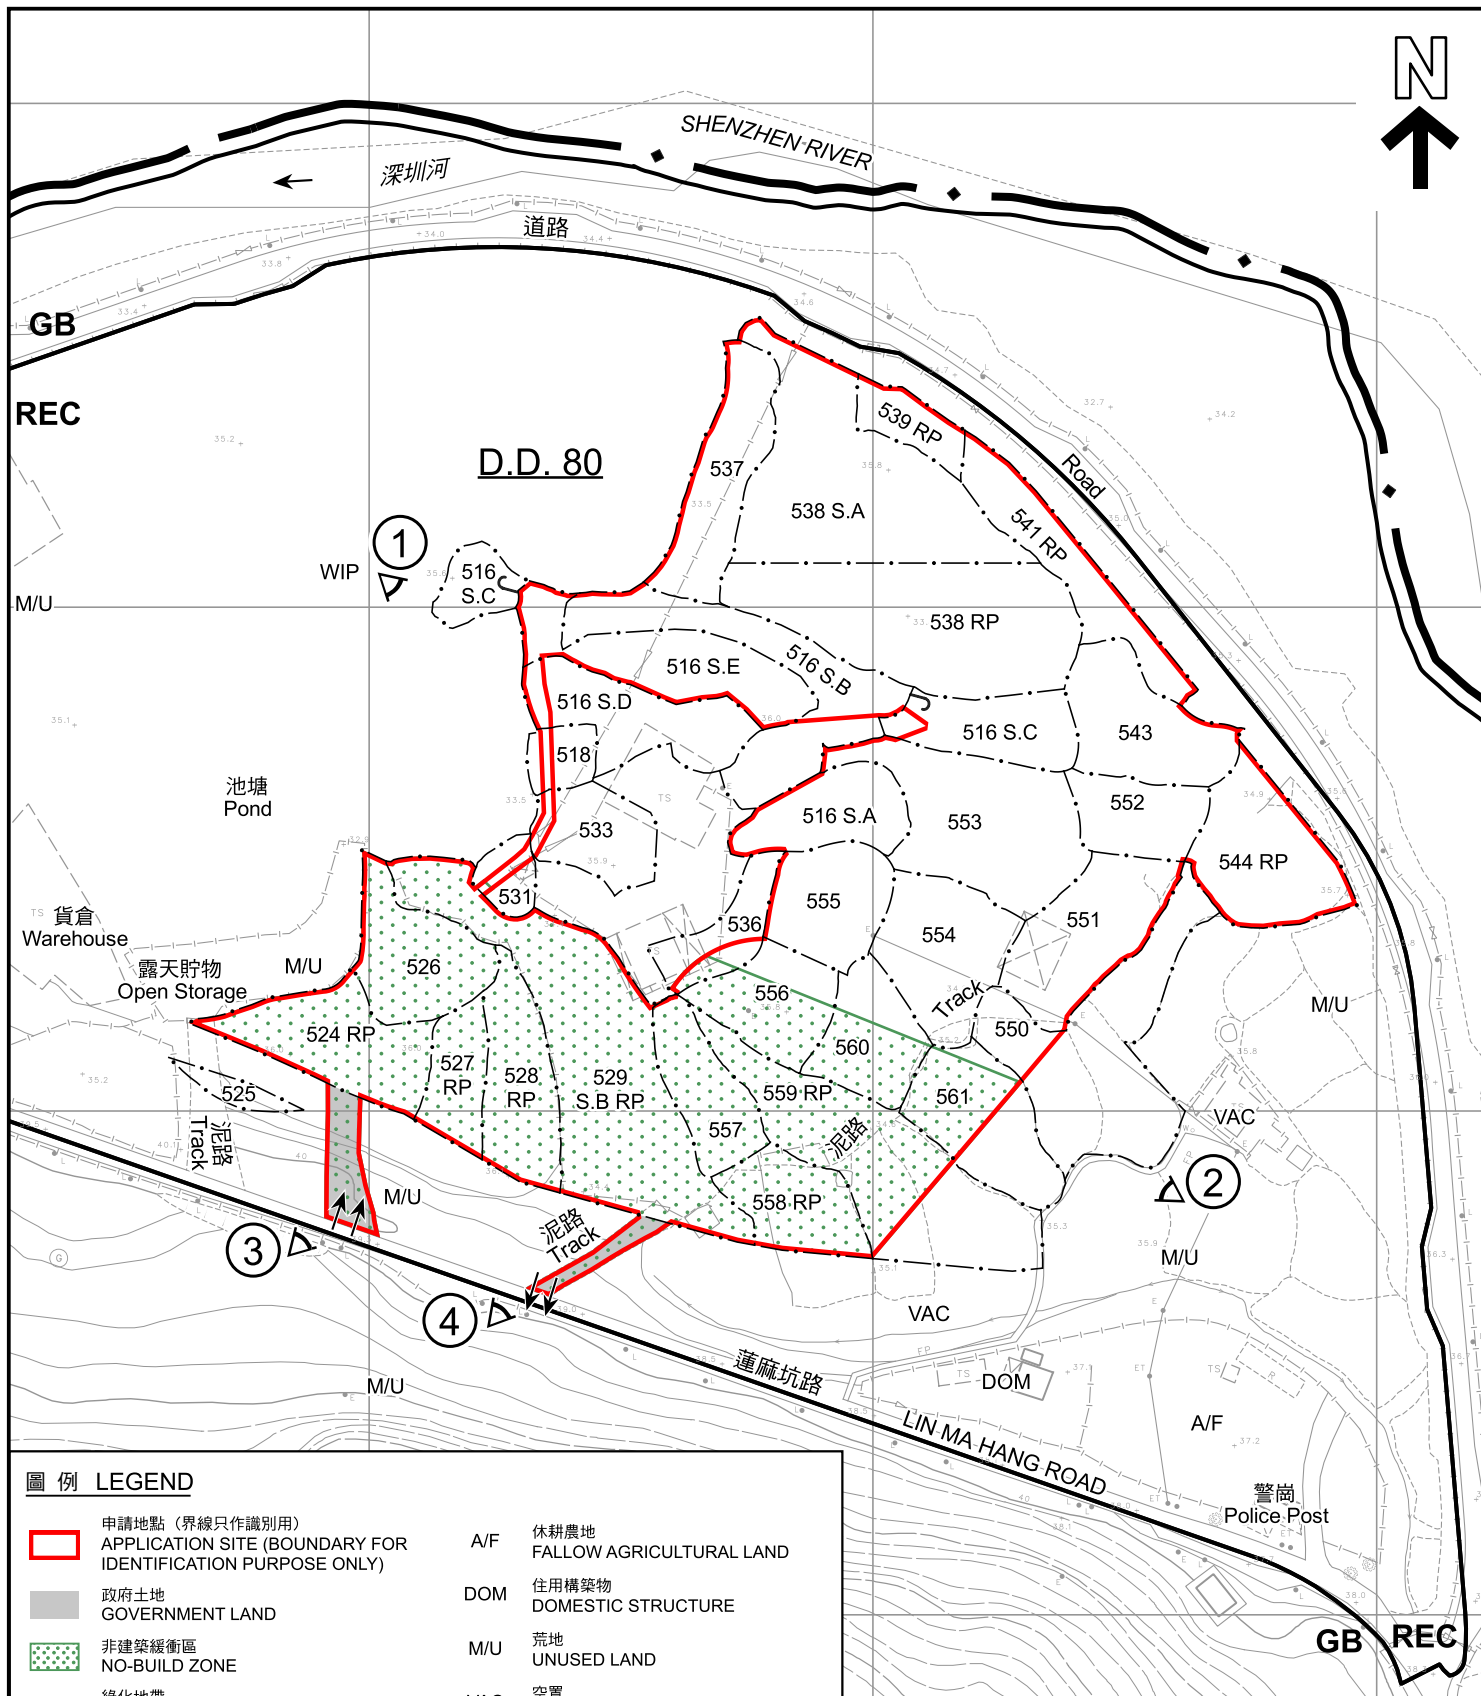 N
SHENZHEN RIVER
深圳河
道路
GB
REC
D.D. 80
Road
539 RP
537
538 S.A
541 RP
1
WIP
516
S.C
M/U
538 RP
516 S.E
516 S.B
516 S.D
516 S.C
543
518
池塘
Pond
552
516 S.A
553
533
544 RP
531
555
貨倉
Warehouse
536
551
554
526
露天貯物
Open Storage
M/U
556
Track
M/U
550
524 RP
560
527
RP
528
RP
529
S.B RP
559 RP
561
525
557
泥路
VAC
泥路
Track
2
M/U
558 RP
3
泥路
Track
M/U
4
VAC
蓮麻坑路
DOM
M/U
LIN MA HANG ROAD
A/F
警崗
Police Post
GB
REC
圖 例 LEGEND
申請地點（界線只作識別用）
APPLICATION SITE (BOUNDARY FOR
IDENTIFICATION PURPOSE ONLY)
政府土地
GOVERNMENT LAND
非建築緩衝區
NO-BUILD ZONE
綠化地帶
A/F
休耕農地
FALLOW AGRICULTURAL LAND
DOM
住用構築物
DOMESTIC STRUCTURE
M/U
荒地
UNUSED LAND
VAC
空置